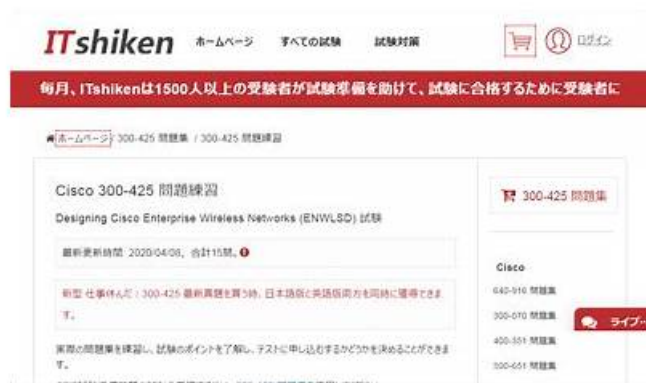 ITshiken ホームページ すべての試験 試験対策 ログイン
毎月、ITshikenは1500人以上の受験者が試験準備を助けて、試験に合格するために受験者に
ホームページ / 300-425 問題集 / 300-425 問題練習
Cisco 300-425 問題練習
Designing Cisco Enterprise Wireless Networks (ENWLSD) 試験
最新更新時間: 2020/04/08, 合計15問。
300-425 最新真題を買う時、日本語版と英語版両方を同時に獲得できま
す。
実際の問題集を練習し、試験のポイントを了解し、テストに申し込むするかどうかを決めることができま
す。
300-425 問題集
Cisco
640-916 問題集
300-070 問題集
400-351 問題集
300-651 問題集
ライブ…